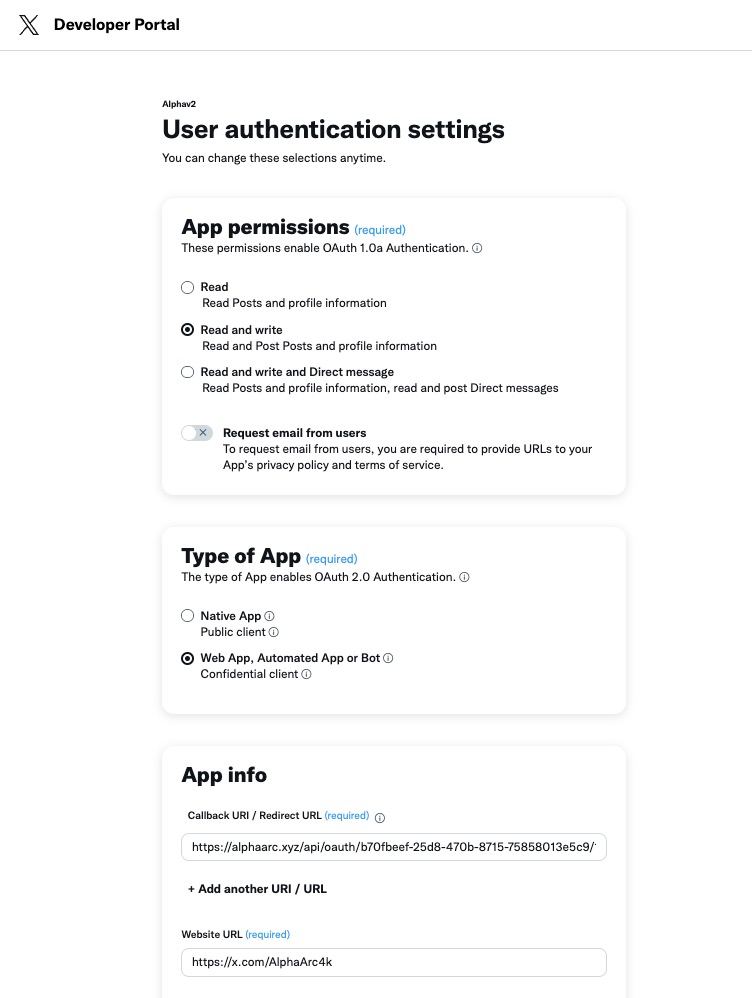 Developer Portal
Alphav2
User authentication settings
You can change these selections anytime.
App permissions (required)
These permissions enable OAuth 1.0a Authentication.
Read
Read Posts and profile information
Read and write
Read and Post Posts and profile information
Read and write and Direct message
Read Posts and profile information, read and post Direct messages
Request email from users
To request email from users, you are required to provide URLs to your
App's privacy policy and terms of service.
Type of App (required)
The type of App enables OAuth 2.0 Authentication.
Native App
Public client
Web App, Automated App or Bot
Confidential client
App info
Callback URI / Redirect URL (required)
https://alphaarc.xyz/api/oauth/b70fbeef-25d8-470b-8715-75858013e5c9/
+ Add another URI / URL
Website URL (required)
https://x.com/AlphaArc4k